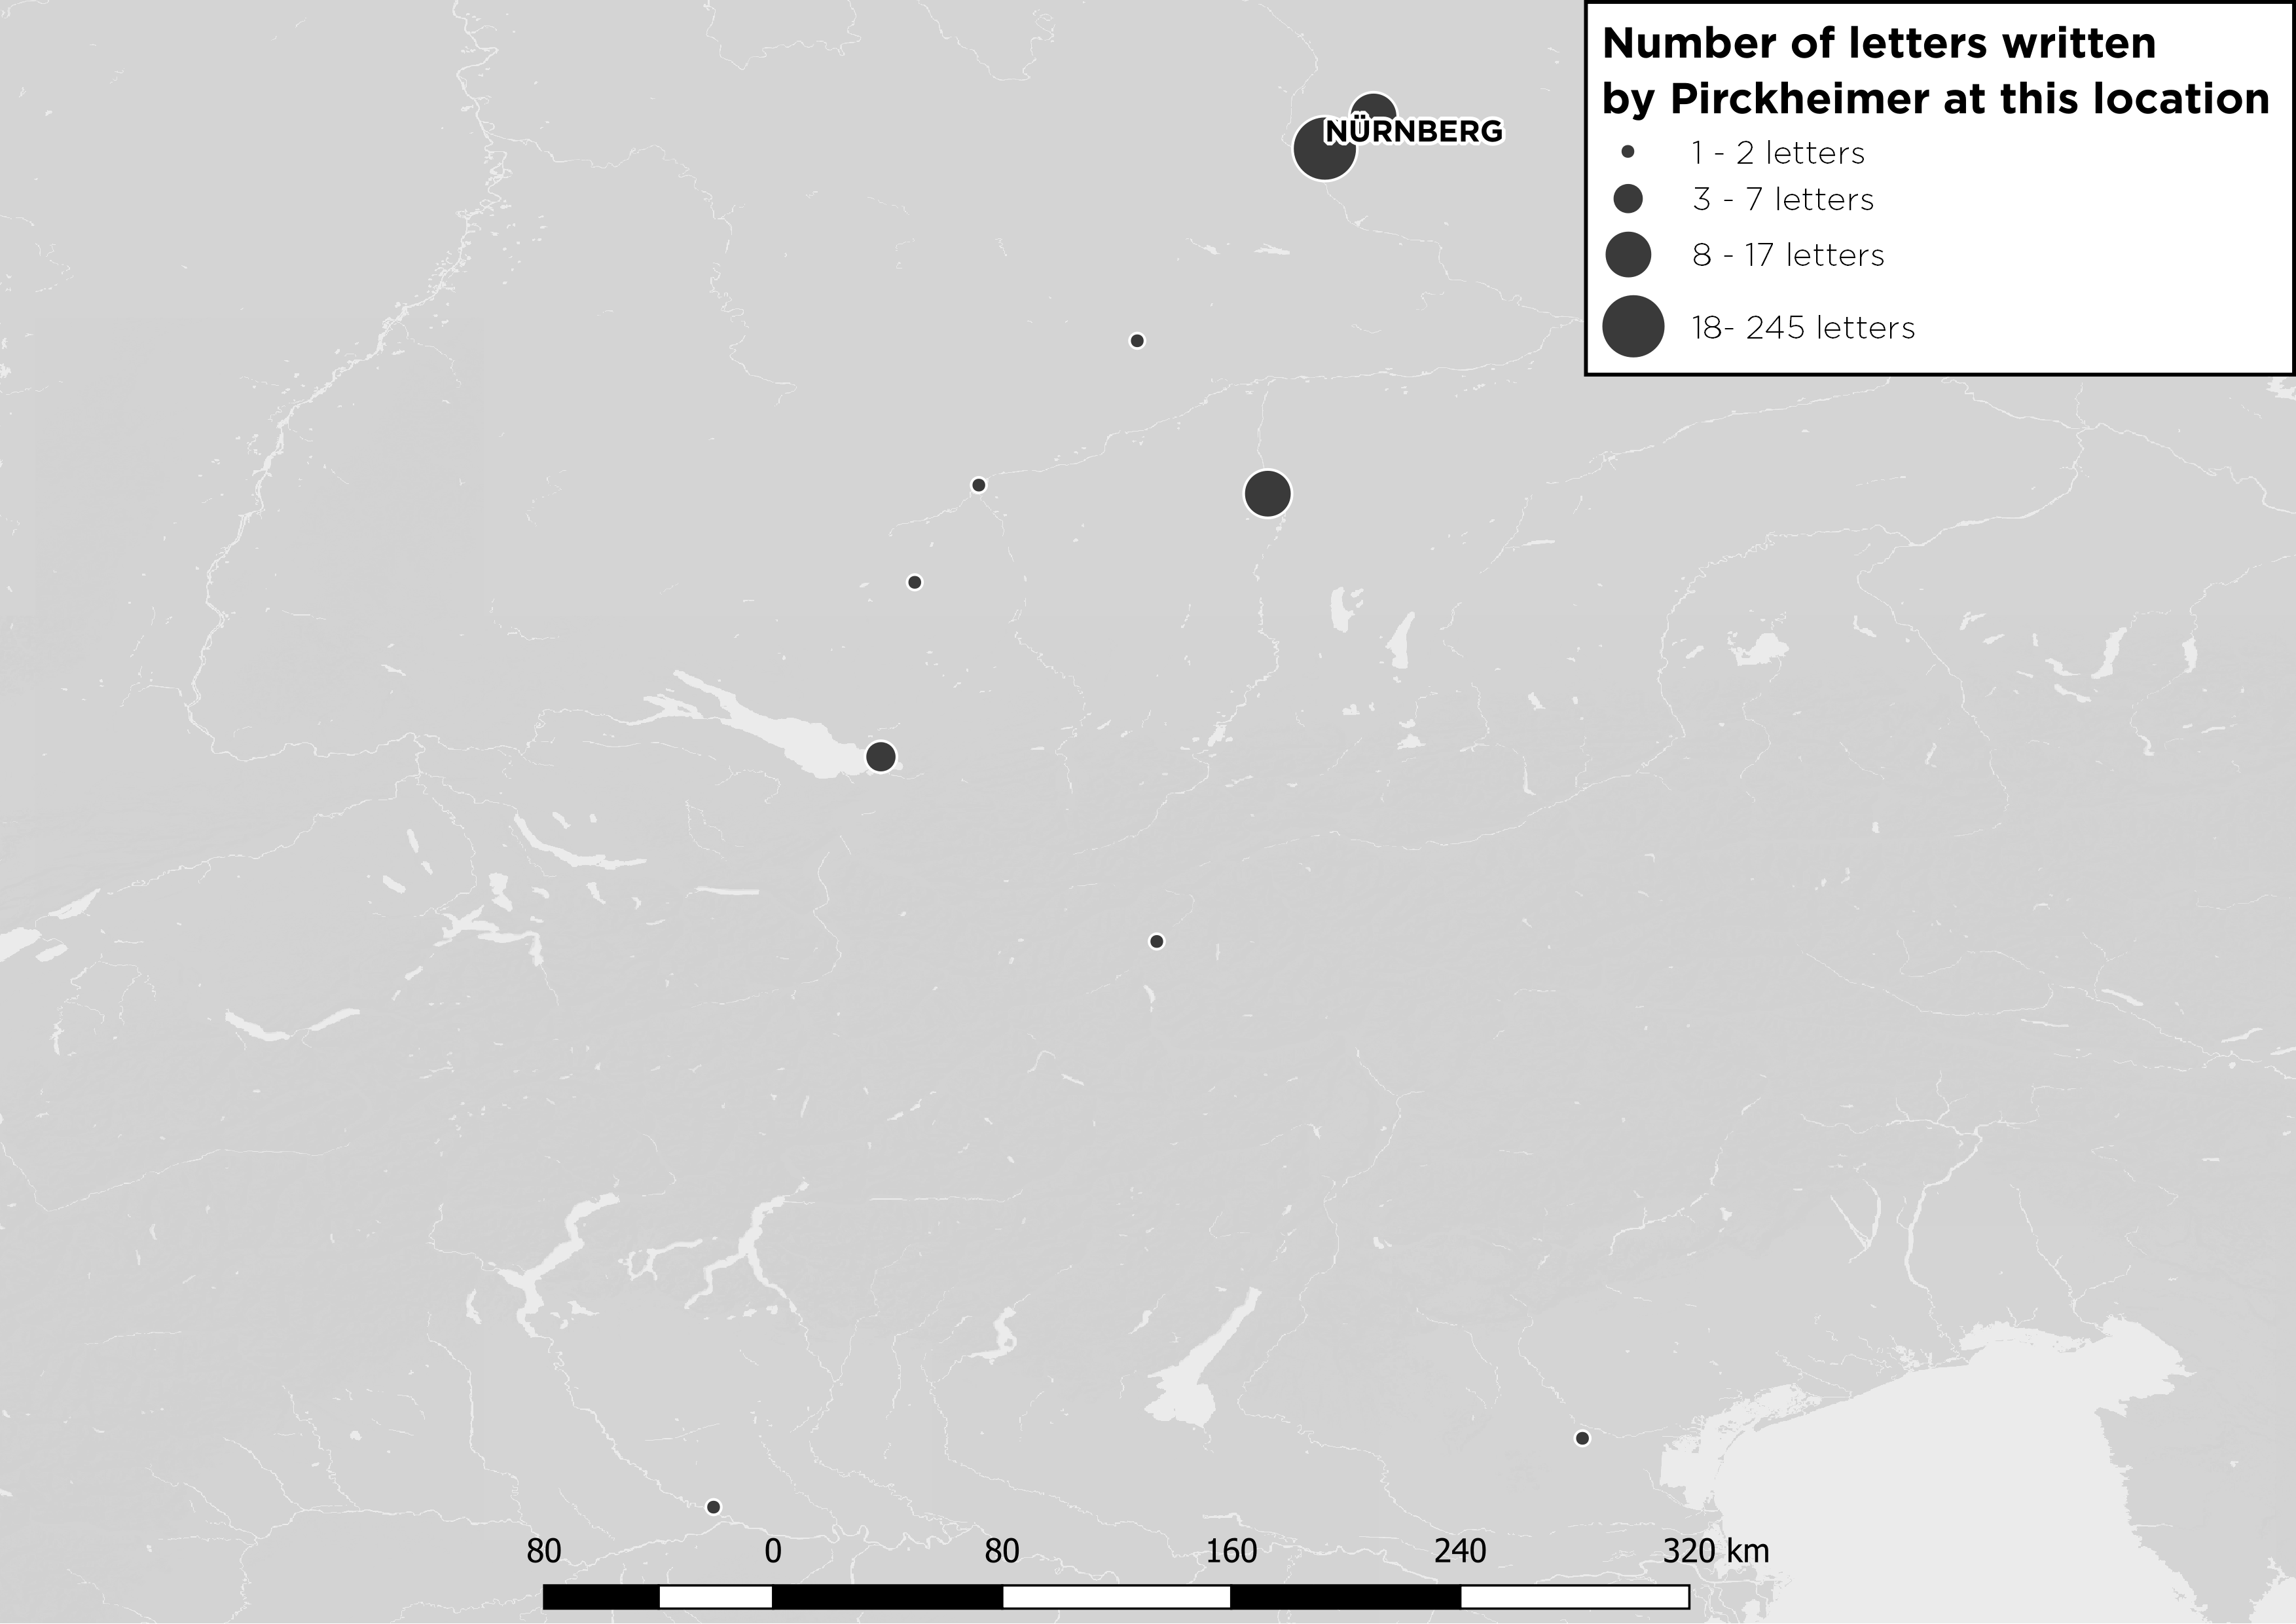 Number of letters written
by Pirckheimer at this location
1 - 2 letters
3 - 7 letters
8 - 17 letters
18- 245 letters
NÜRNBERG
80 0 80 160 240 320 km